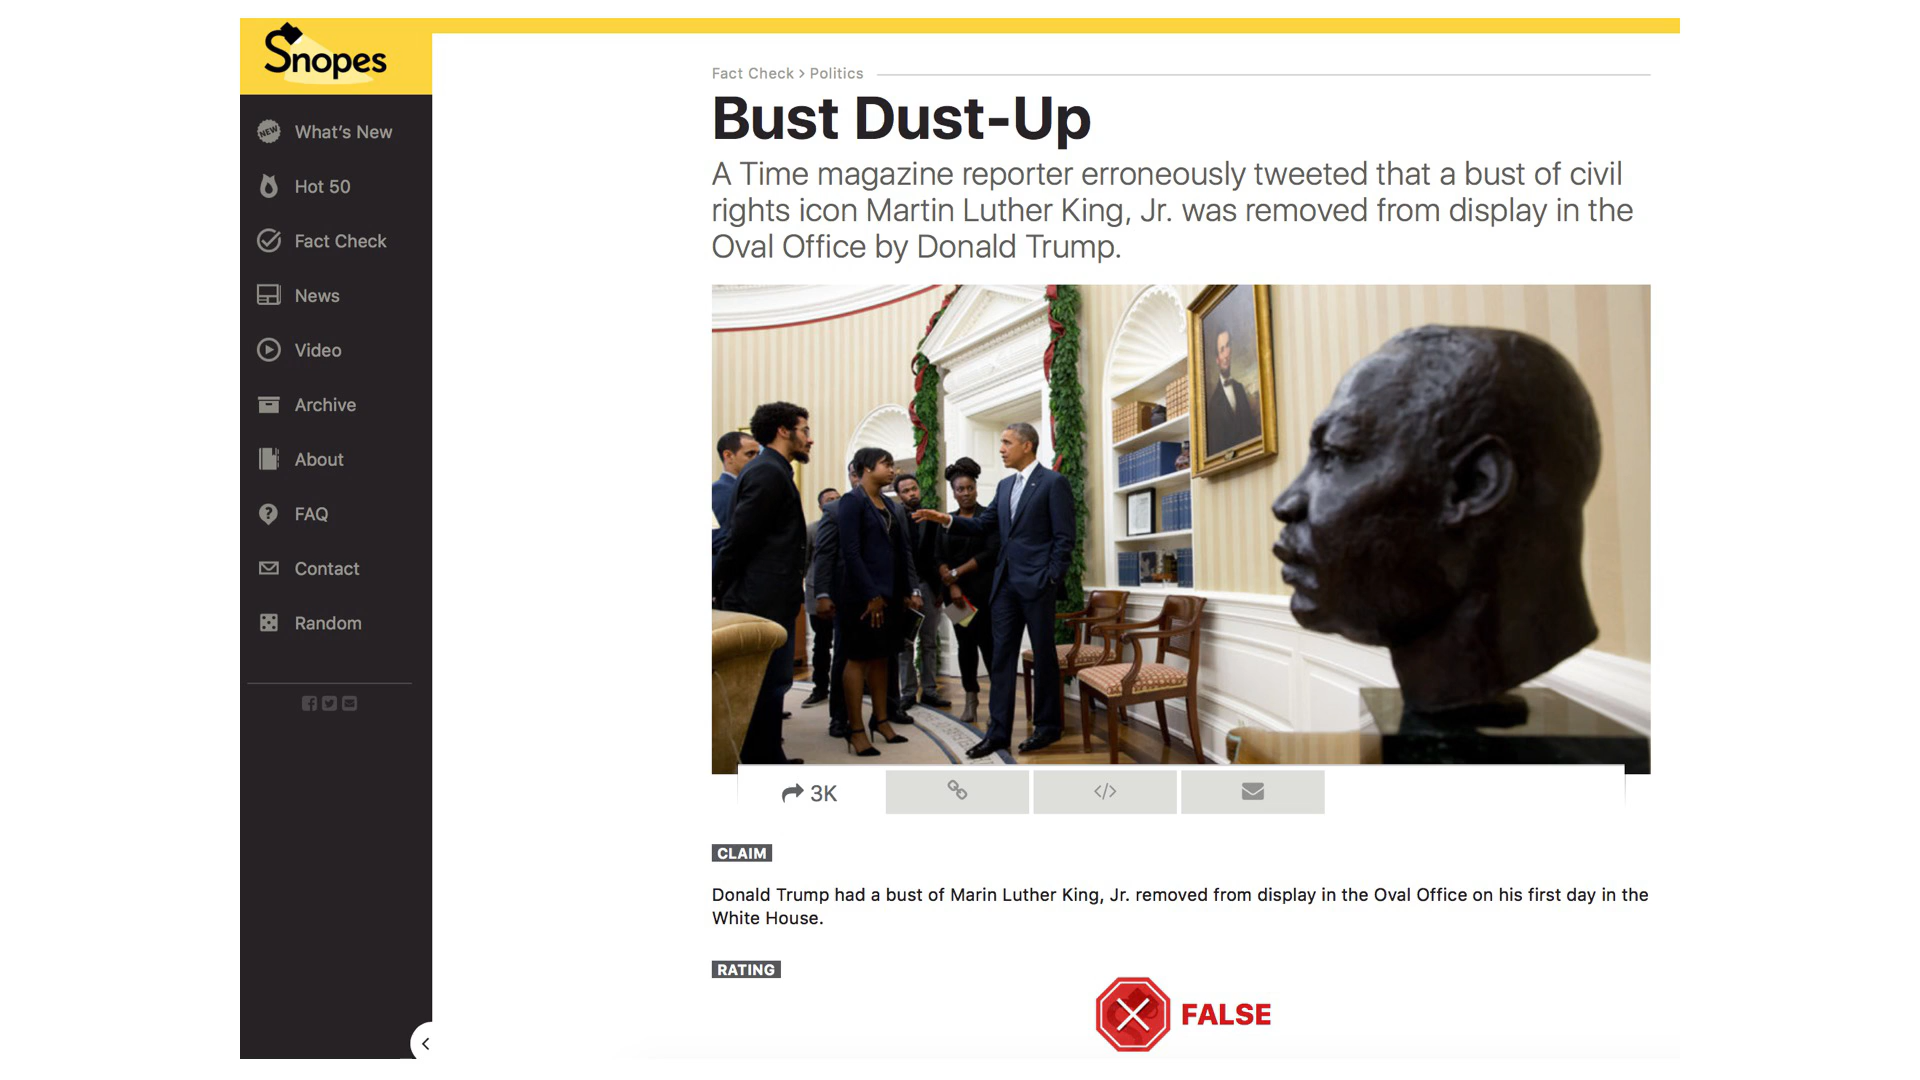 Snopes
NEW What's New
Hot 50
Fact Check
News
Video
Archive
About
FAQ
Contact
Random
Fact Check > Politics
Bust Dust-Up
A Time magazine reporter erroneously tweeted that a bust of civil
rights icon Martin Luther King, Jr. was removed from display in the
Oval Office by Donald Trump.
3K
CLAIM
Donald Trump had a bust of Marin Luther King, Jr. removed from display in the Oval Office on his first day in the
White House.
RATING
FALSE